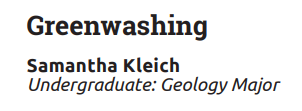 Greenwashing
Samantha Kleich
Undergraduate: Geology Major